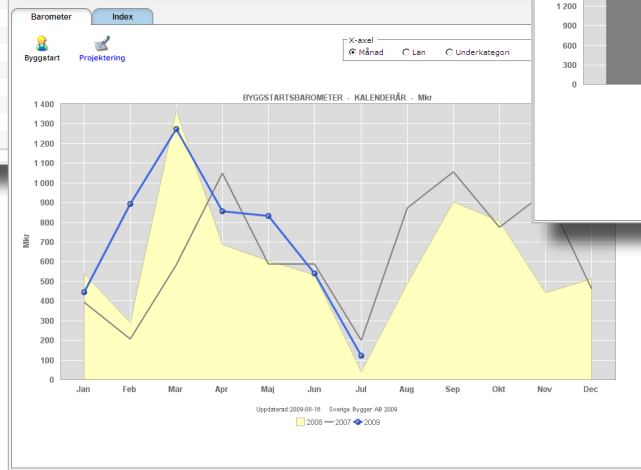 Barometer Index
Byggstart Projektering
X-axel
Månad Län Underkategori
1 200
900
600
300
0
BYGGSTARTSBAROMETER - KALENDERÅR - Mkr
Mkr
1 400
1 300
1 200
1 100
1 000
900
800
700
600
500
400
300
200
100
0
Jan Feb Mar Apr Maj Jun Jul Aug Sep Okt Nov Dec
Uppdaterad:2009-08-16 Sverige Bygger AB 2009
2008 2007 2009